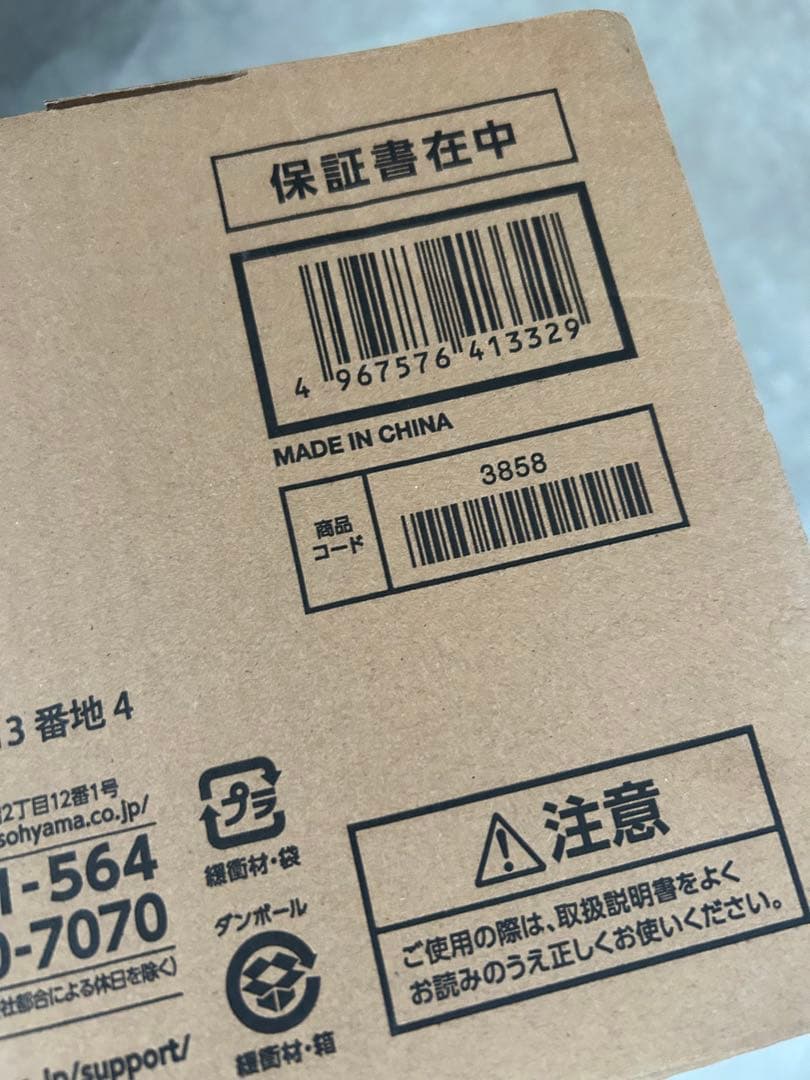 保証書在中
4 967576 413329
MADE IN CHINA
商品
コード
3858
3番地4
2丁目12番1号
sohyama.co.jp/
-564
0-7070
社都合による休日を除く)
/support/
プラ
緩衝材・袋
ダンボール
緩衝材・箱
注意
ご使用の際は、取扱説明書をよく
お読みのうえ正しくお使いください。